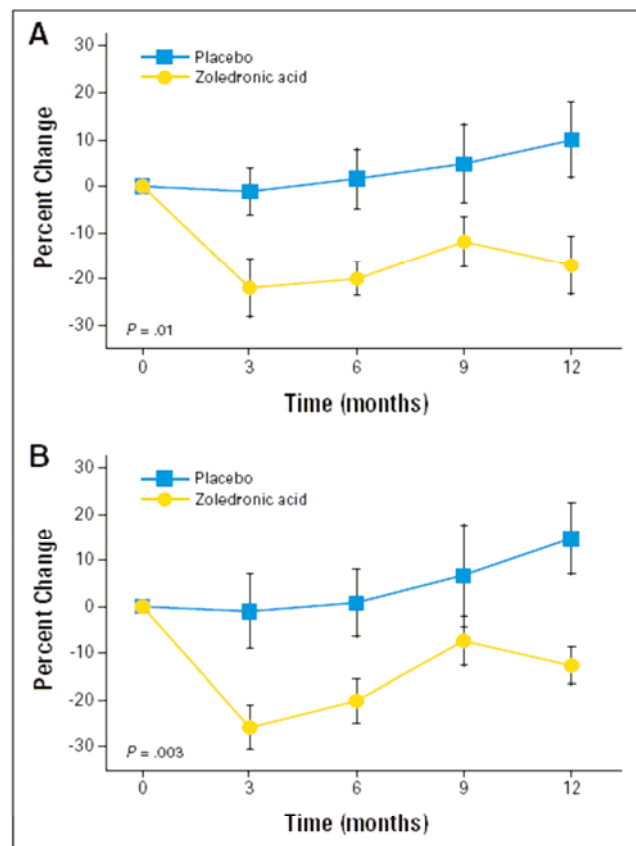 A
Placebo
Zoledronic acid
Percent Change
30
20
10
0
-10
-20
-30
P = .01
0 3 6 9 12
Time (months)
B
Placebo
Zoledronic acid
Percent Change
30
20
10
0
-10
-20
-30
P = .003
0 3 6 9 12
Time (months)